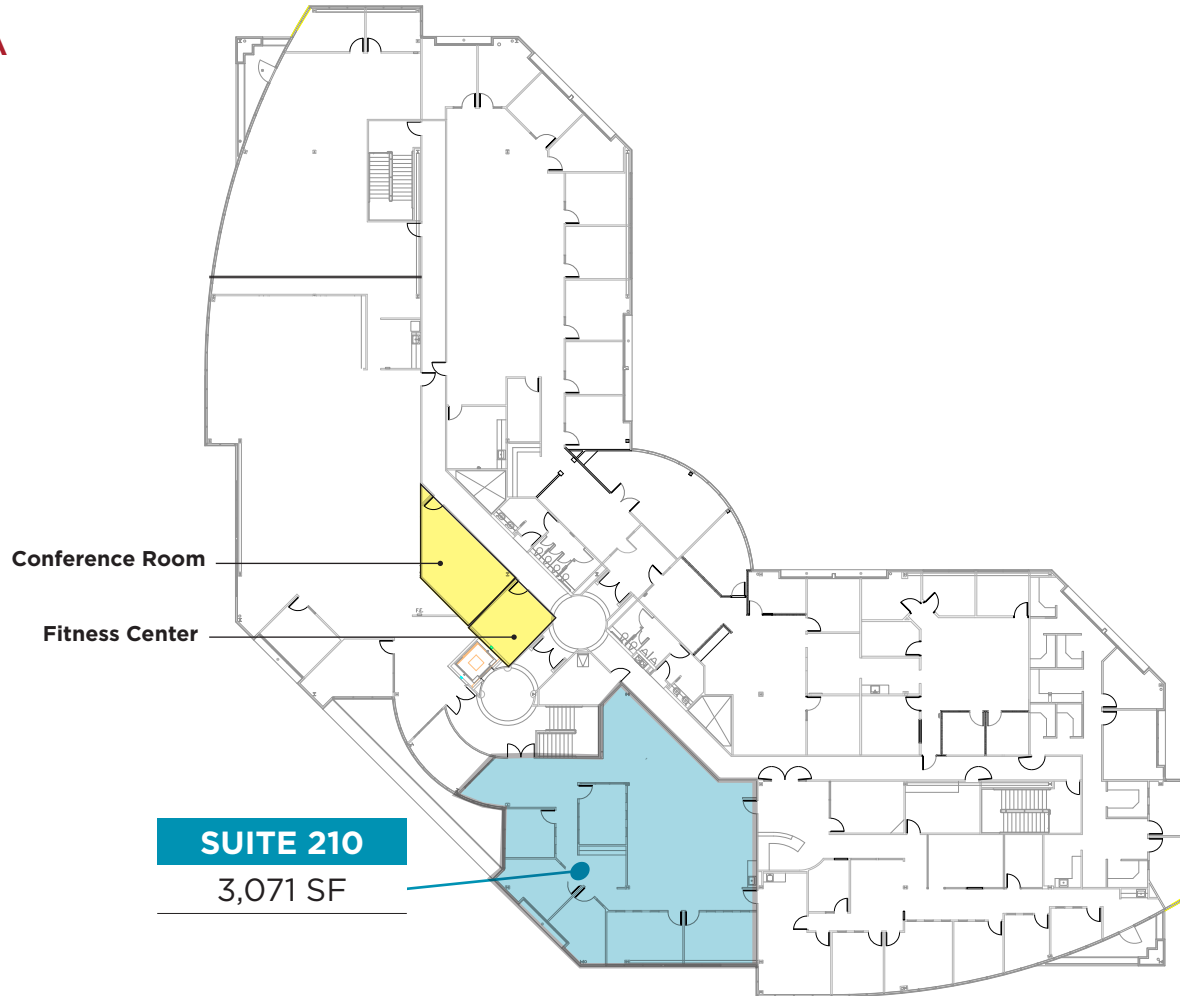 A
Conference Room
F.E.
Fitness Center
SUITE 210
3,071 SF